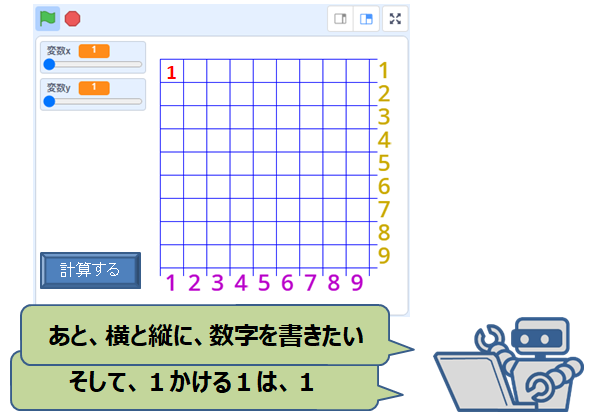 変数x 1
変数y 1
1
1
2
3
4
5
6
7
8
9
計算する
1 2 3 4 5 6 7 8 9
あと、横と縦に、数字を書きたい
そして、１かける１は、１